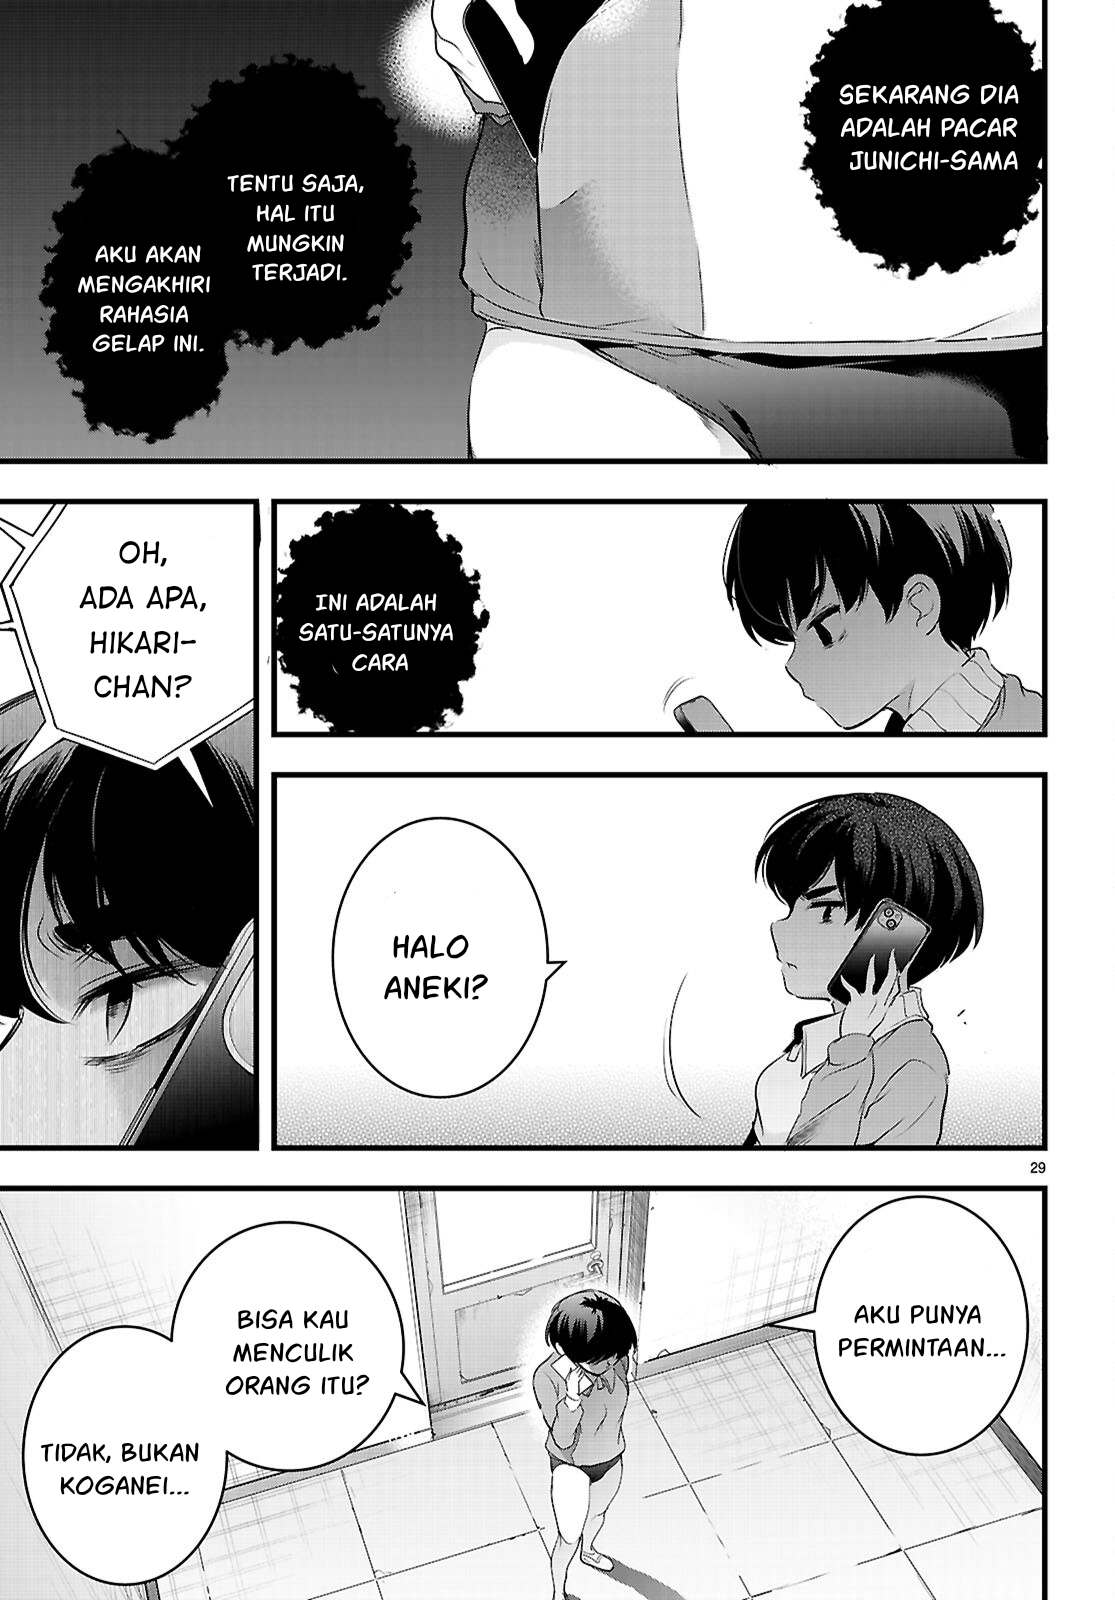 SEKARANG DIA
ADALAH PACAR
JUNICHI-SAMA
TENTU SAJA,
HAL ITU
MUNGKIN
TERJADI.
AKU AKAN
MENGAKHIRI
RAHASIA
GELAP INI.
INI ADALAH
SATU-SATUNYA
CARA
HALO
ANEKI?
OH,
ADA APA,
HIKARI-
CHAN?
29
AKU PUNYA
PERMINTAAN...
BISA KAU
MENCULIK
ORANG ITU?
TIDAK, BUKAN
KOGANEI...